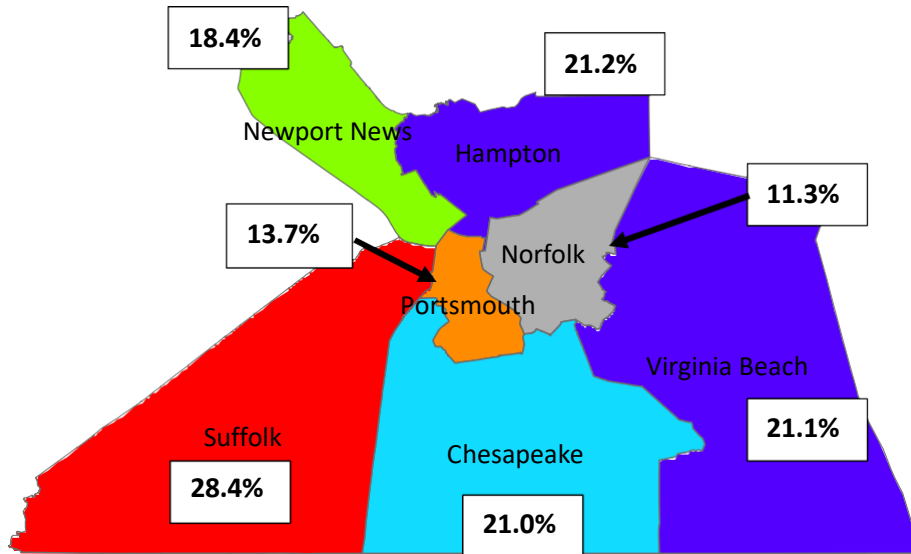 18.4%
21.2%
Newport News
Hampton
11.3%
13.7%
Norfolk
Portsmouth
Virginia Beach
21.1%
Suffolk
Chesapeake
28.4%
21.0%